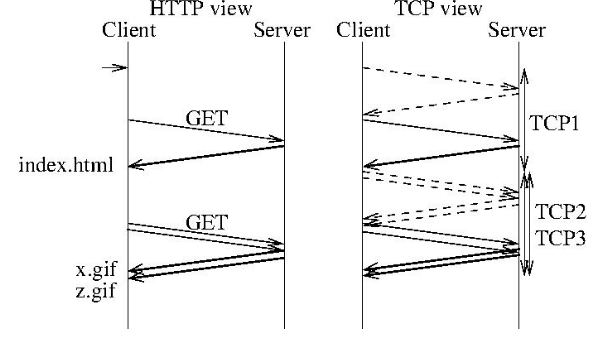 HTTP view TCP view
Client Server Client Server
GET
TCP1
index.html
GET
TCP2
TCP3
x.gif
z.gif